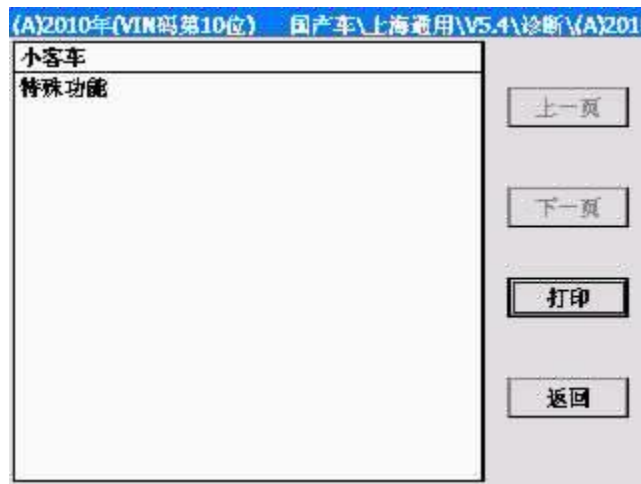 (A)2010年(VIN码第10位) 国产车\上海通用\V5.4\诊断\(A)201
小客车
特殊功能
上一页
下一页
打印
返回